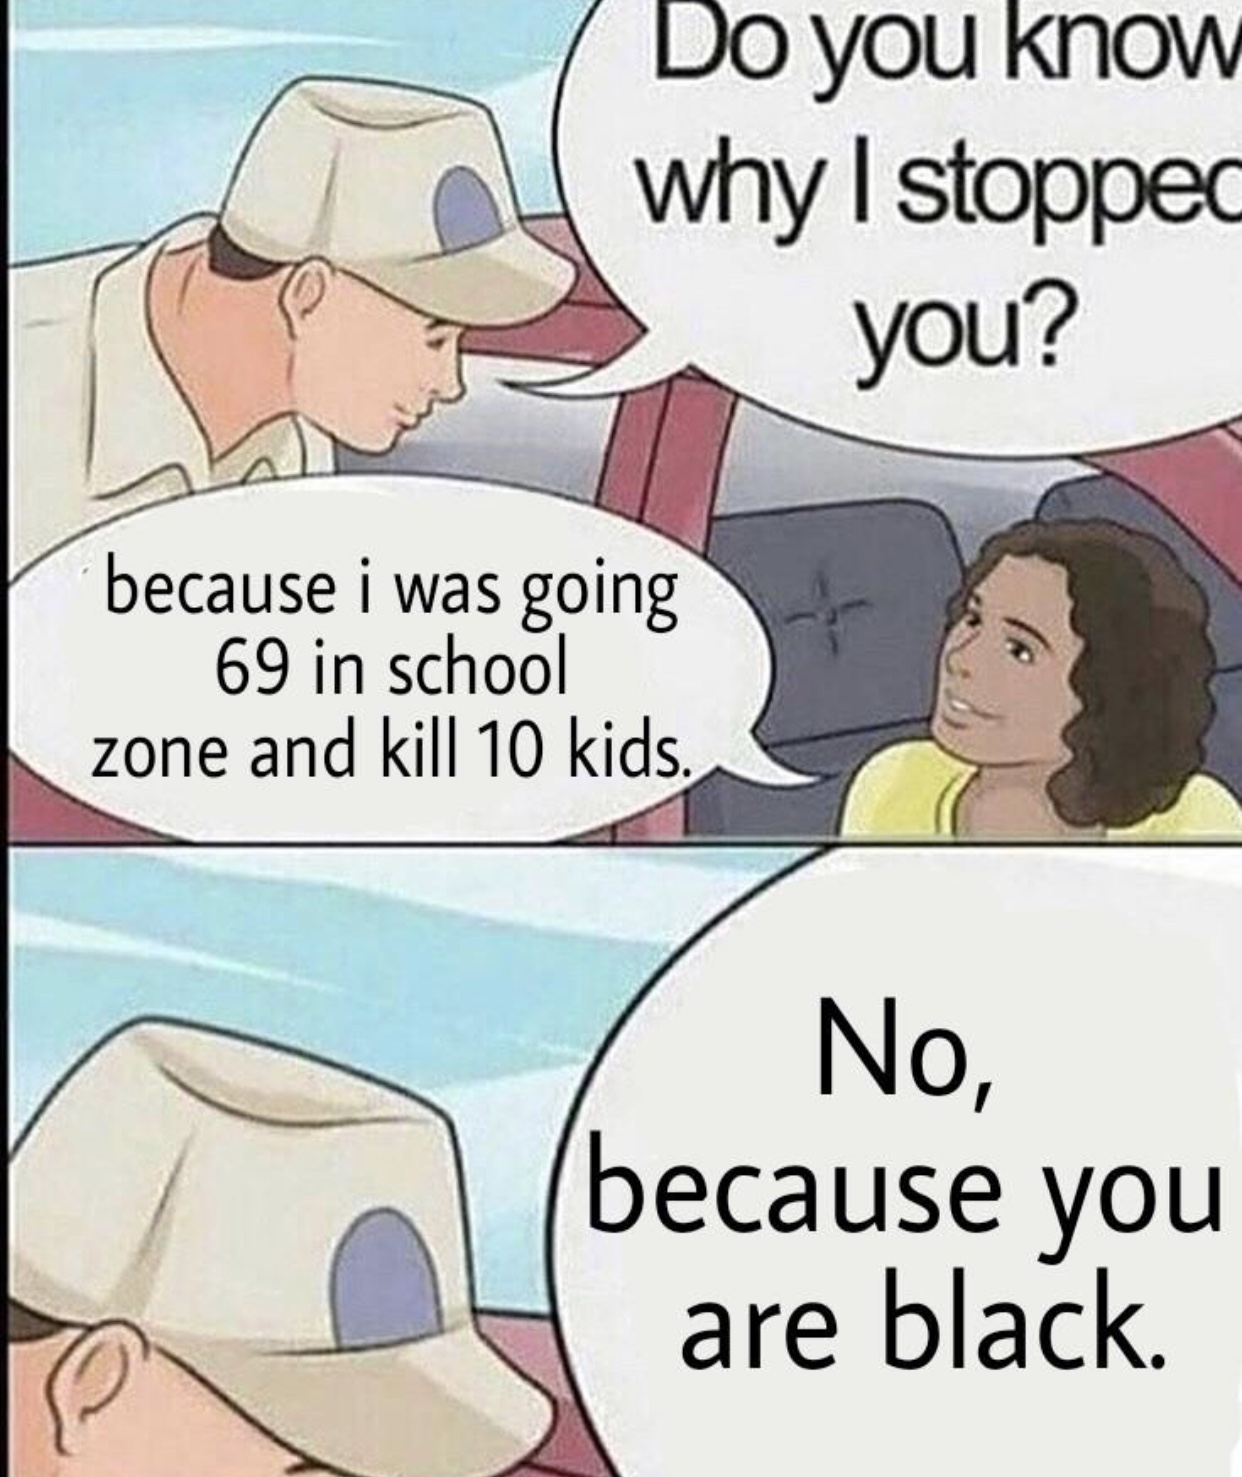 Do you know
why I stopped
you?
because i was going
69 in school
zone and kill 10 kids.
No,
because you
are black.